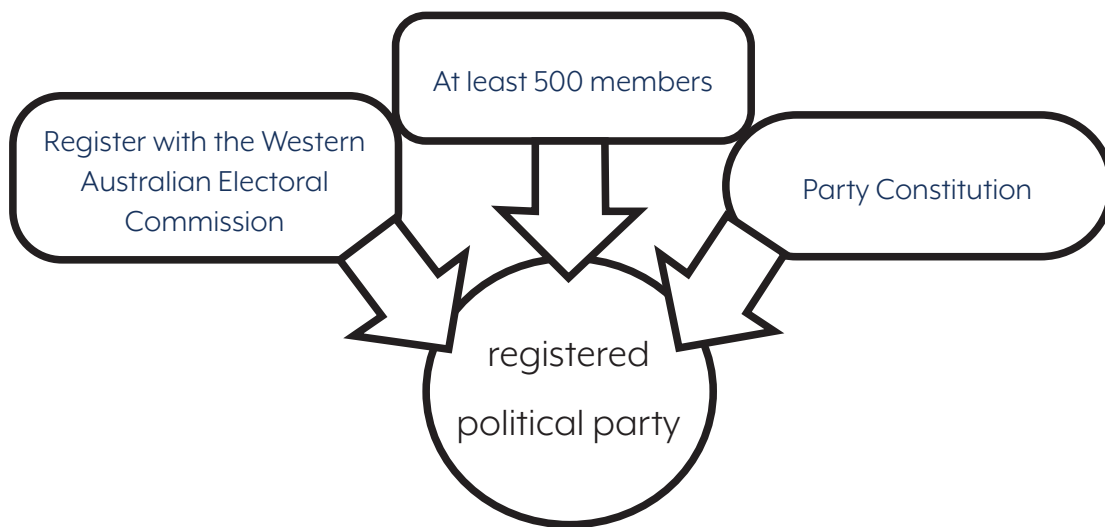 At least 500 members
Register with the Western
Australian Electoral
Commission
Party Constitution
registered
political party